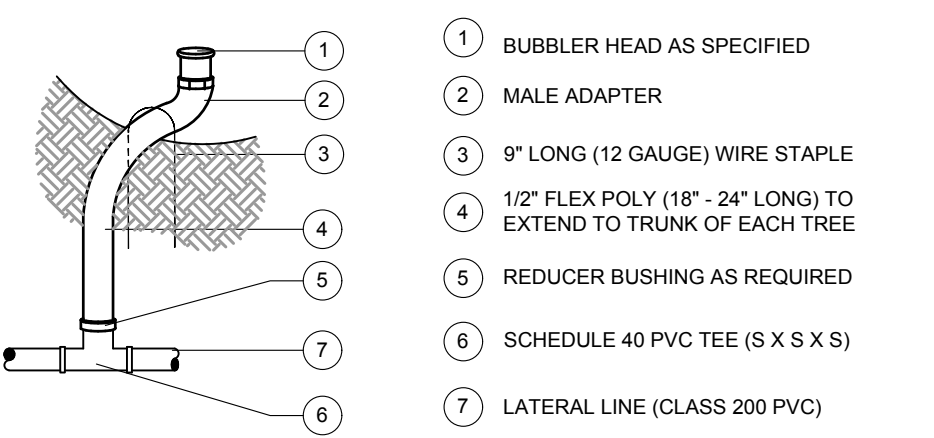 1
2
3
4
5
7
6
1 BUBBLER HEAD AS SPECIFIED
2 MALE ADAPTER
3 9" LONG (12 GAUGE) WIRE STAPLE
4 1/2" FLEX POLY (18" - 24" LONG) TO
EXTEND TO TRUNK OF EACH TREE
5 REDUCER BUSHING AS REQUIRED
6 SCHEDULE 40 PVC TEE (S X S X S)
7 LATERAL LINE (CLASS 200 PVC)